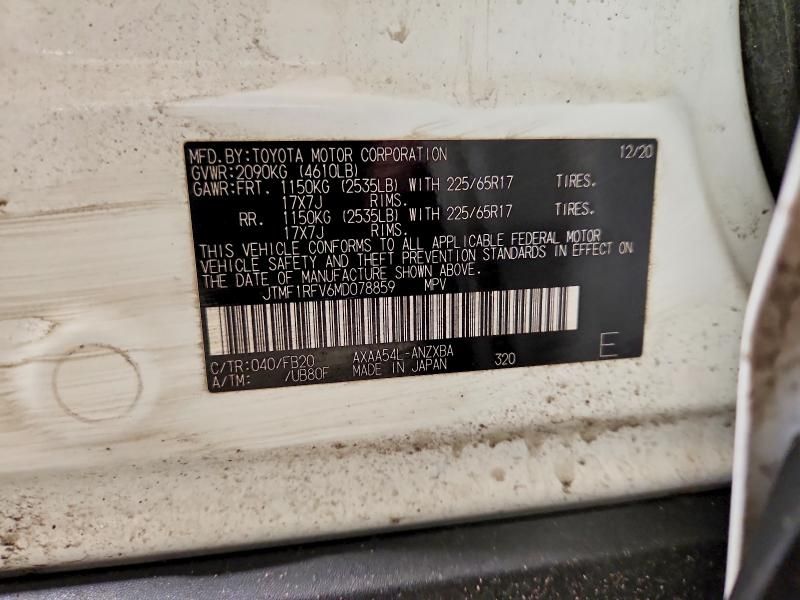 MFD.BY:TOYOTA MOTOR CORPORATION 12/20
GVWR:2090KG (4610LB)
GAWR:FRT. 1150KG (2535LB) WITH 225/65R17 TIRES.
17X7J RIMS.
RR. 1150KG (2535LB) WITH 225/65R17 TIRES.
17X7J RIMS.
THIS VEHICLE CONFORMS TO ALL APPLICABLE FEDERAL MOTOR
VEHICLE SAFETY AND THEFT PREVENTION STANDARDS IN EFFECT ON
THE DATE OF MANUFACTURE SHOWN ABOVE.
JTMF1RFV6MD078859 MPV
C/TR:040/FB20 AXAA54L-ANZXBA 320 E
A/TM: /UB80F MADE IN JAPAN